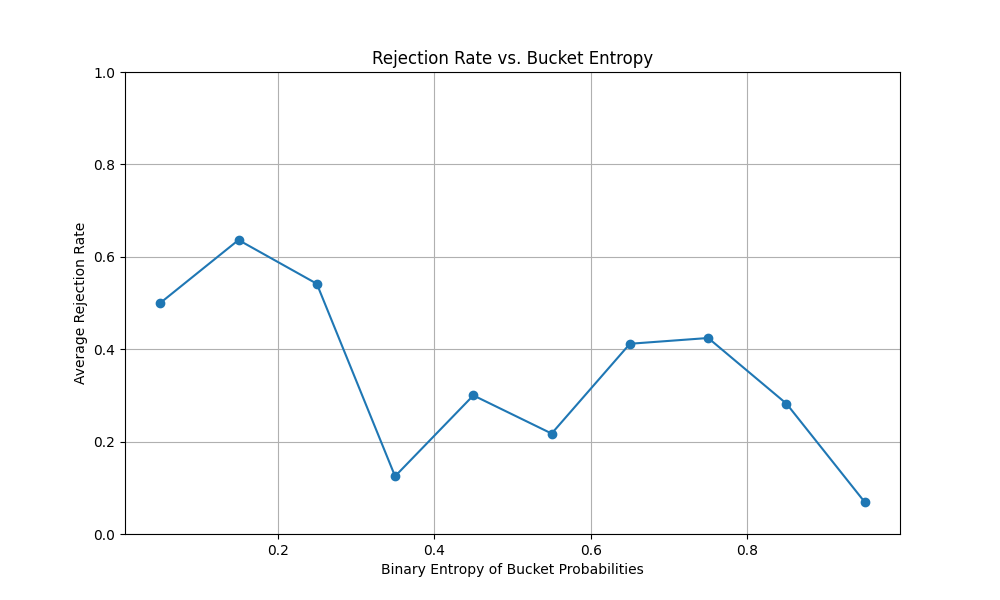 Rejection Rate vs. Bucket Entropy
1.0
0.8
0.6
0.4
0.2
0.0
Average Rejection Rate
0.2 0.4 0.6 0.8
Binary Entropy of Bucket Probabilities